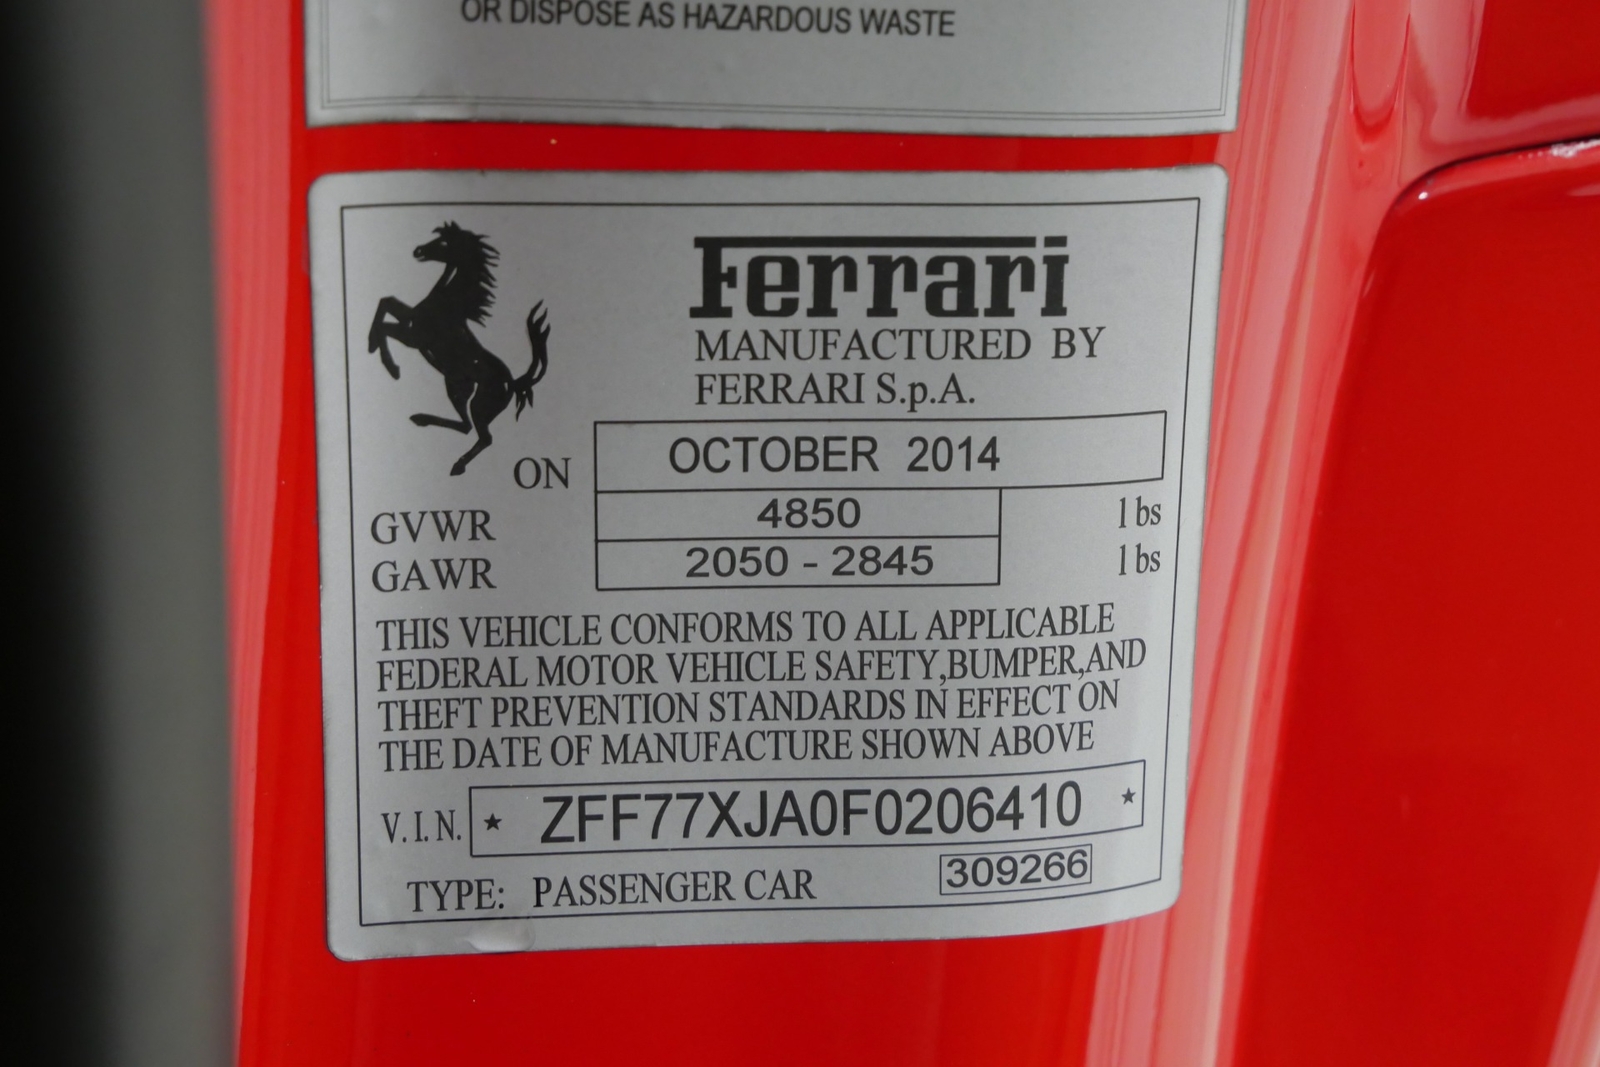 OR DISPOSE AS HAZARDOUS WASTE
Ferrari
MANUFACTURED BY
FERRARI S.p.A.
ON OCTOBER 2014
GVWR 4850 lbs
GAWR 2050 - 2845 lbs
THIS VEHICLE CONFORMS TO ALL APPLICABLE
FEDERAL MOTOR VEHICLE SAFETY,BUMPER,AND
THEFT PREVENTION STANDARDS IN EFFECT ON
THE DATE OF MANUFACTURE SHOWN ABOVE
V.I.N. ★ ZFF77XJA0F0206410 ★
TYPE: PASSENGER CAR 309266